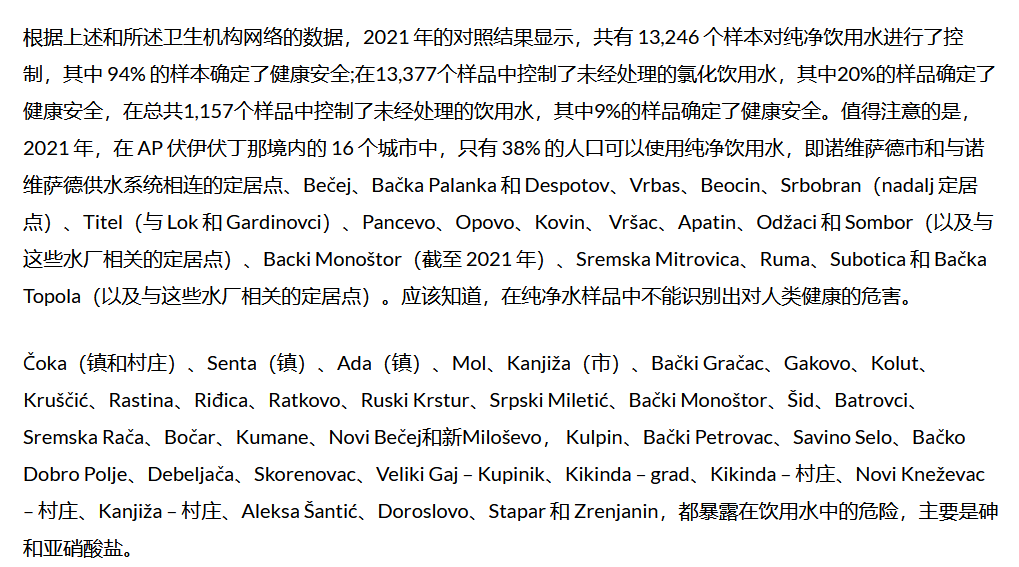 根据上述和所述卫生机构网络的数据，2021 年的对照结果显示，共有 13,246 个样本对纯净饮用水进行了控
制，其中 94% 的样本确定了健康安全;在13,377个样品中控制了未经处理的氯化饮用水，其中20%的样品确定了
健康安全，在总共1,157个样品中控制了未经处理的饮用水，其中9%的样品确定了健康安全。值得注意的是，
2021 年，在 AP 伏伊伏丁那境内的 16 个城市中，只有 38% 的人口可以使用纯净饮用水，即诺维萨德市和与诺
维萨德供水系统相连的定居点、Bečej、Bačka Palanka 和 Despotov、Vrbas、Beocin、Srbobran（nadalj 定居
点）、Titel（与 Lok 和 Gardinovci）、Pancevo、Opovo、Kovin、 Vršac、Apatin、Odžaci 和 Sombor（以及与
这些水厂相关的定居点）、Backi Monoštor（截至 2021 年）、Sremska Mitrovica、Ruma、Subotica 和 Bačka
Topola（以及与这些水厂相关的定居点）。应该知道，在纯净水样品中不能识别出对人类健康的危害。
Čoka（镇和村庄）、Senta（镇）、Ada（镇）、Mol、Kanjiža（市）、Bački Gračac、Gakovo、Kolut、
Kruščić、Rastina、Riđica、Ratkovo、Ruski Krstur、Srpski Miletić、Bački Monoštor、Šid、Batrovci、
Sremska Rača、Bočar、Kumane、Novi Bečej和新Miloševo， Kulpin、Bački Petrovac、Savino Selo、Bačko
Dobro Polje、Debeljača、Skorenovac、Veliki Gaj – Kupinik、Kikinda – grad、Kikinda – 村庄、Novi Kneževac
– 村庄、Kanjiža – 村庄、Aleksa Šantić、Doroslovo、Stapar 和 Zrenjanin，都暴露在饮用水中的危险，主要是砷
和亚硝酸盐。